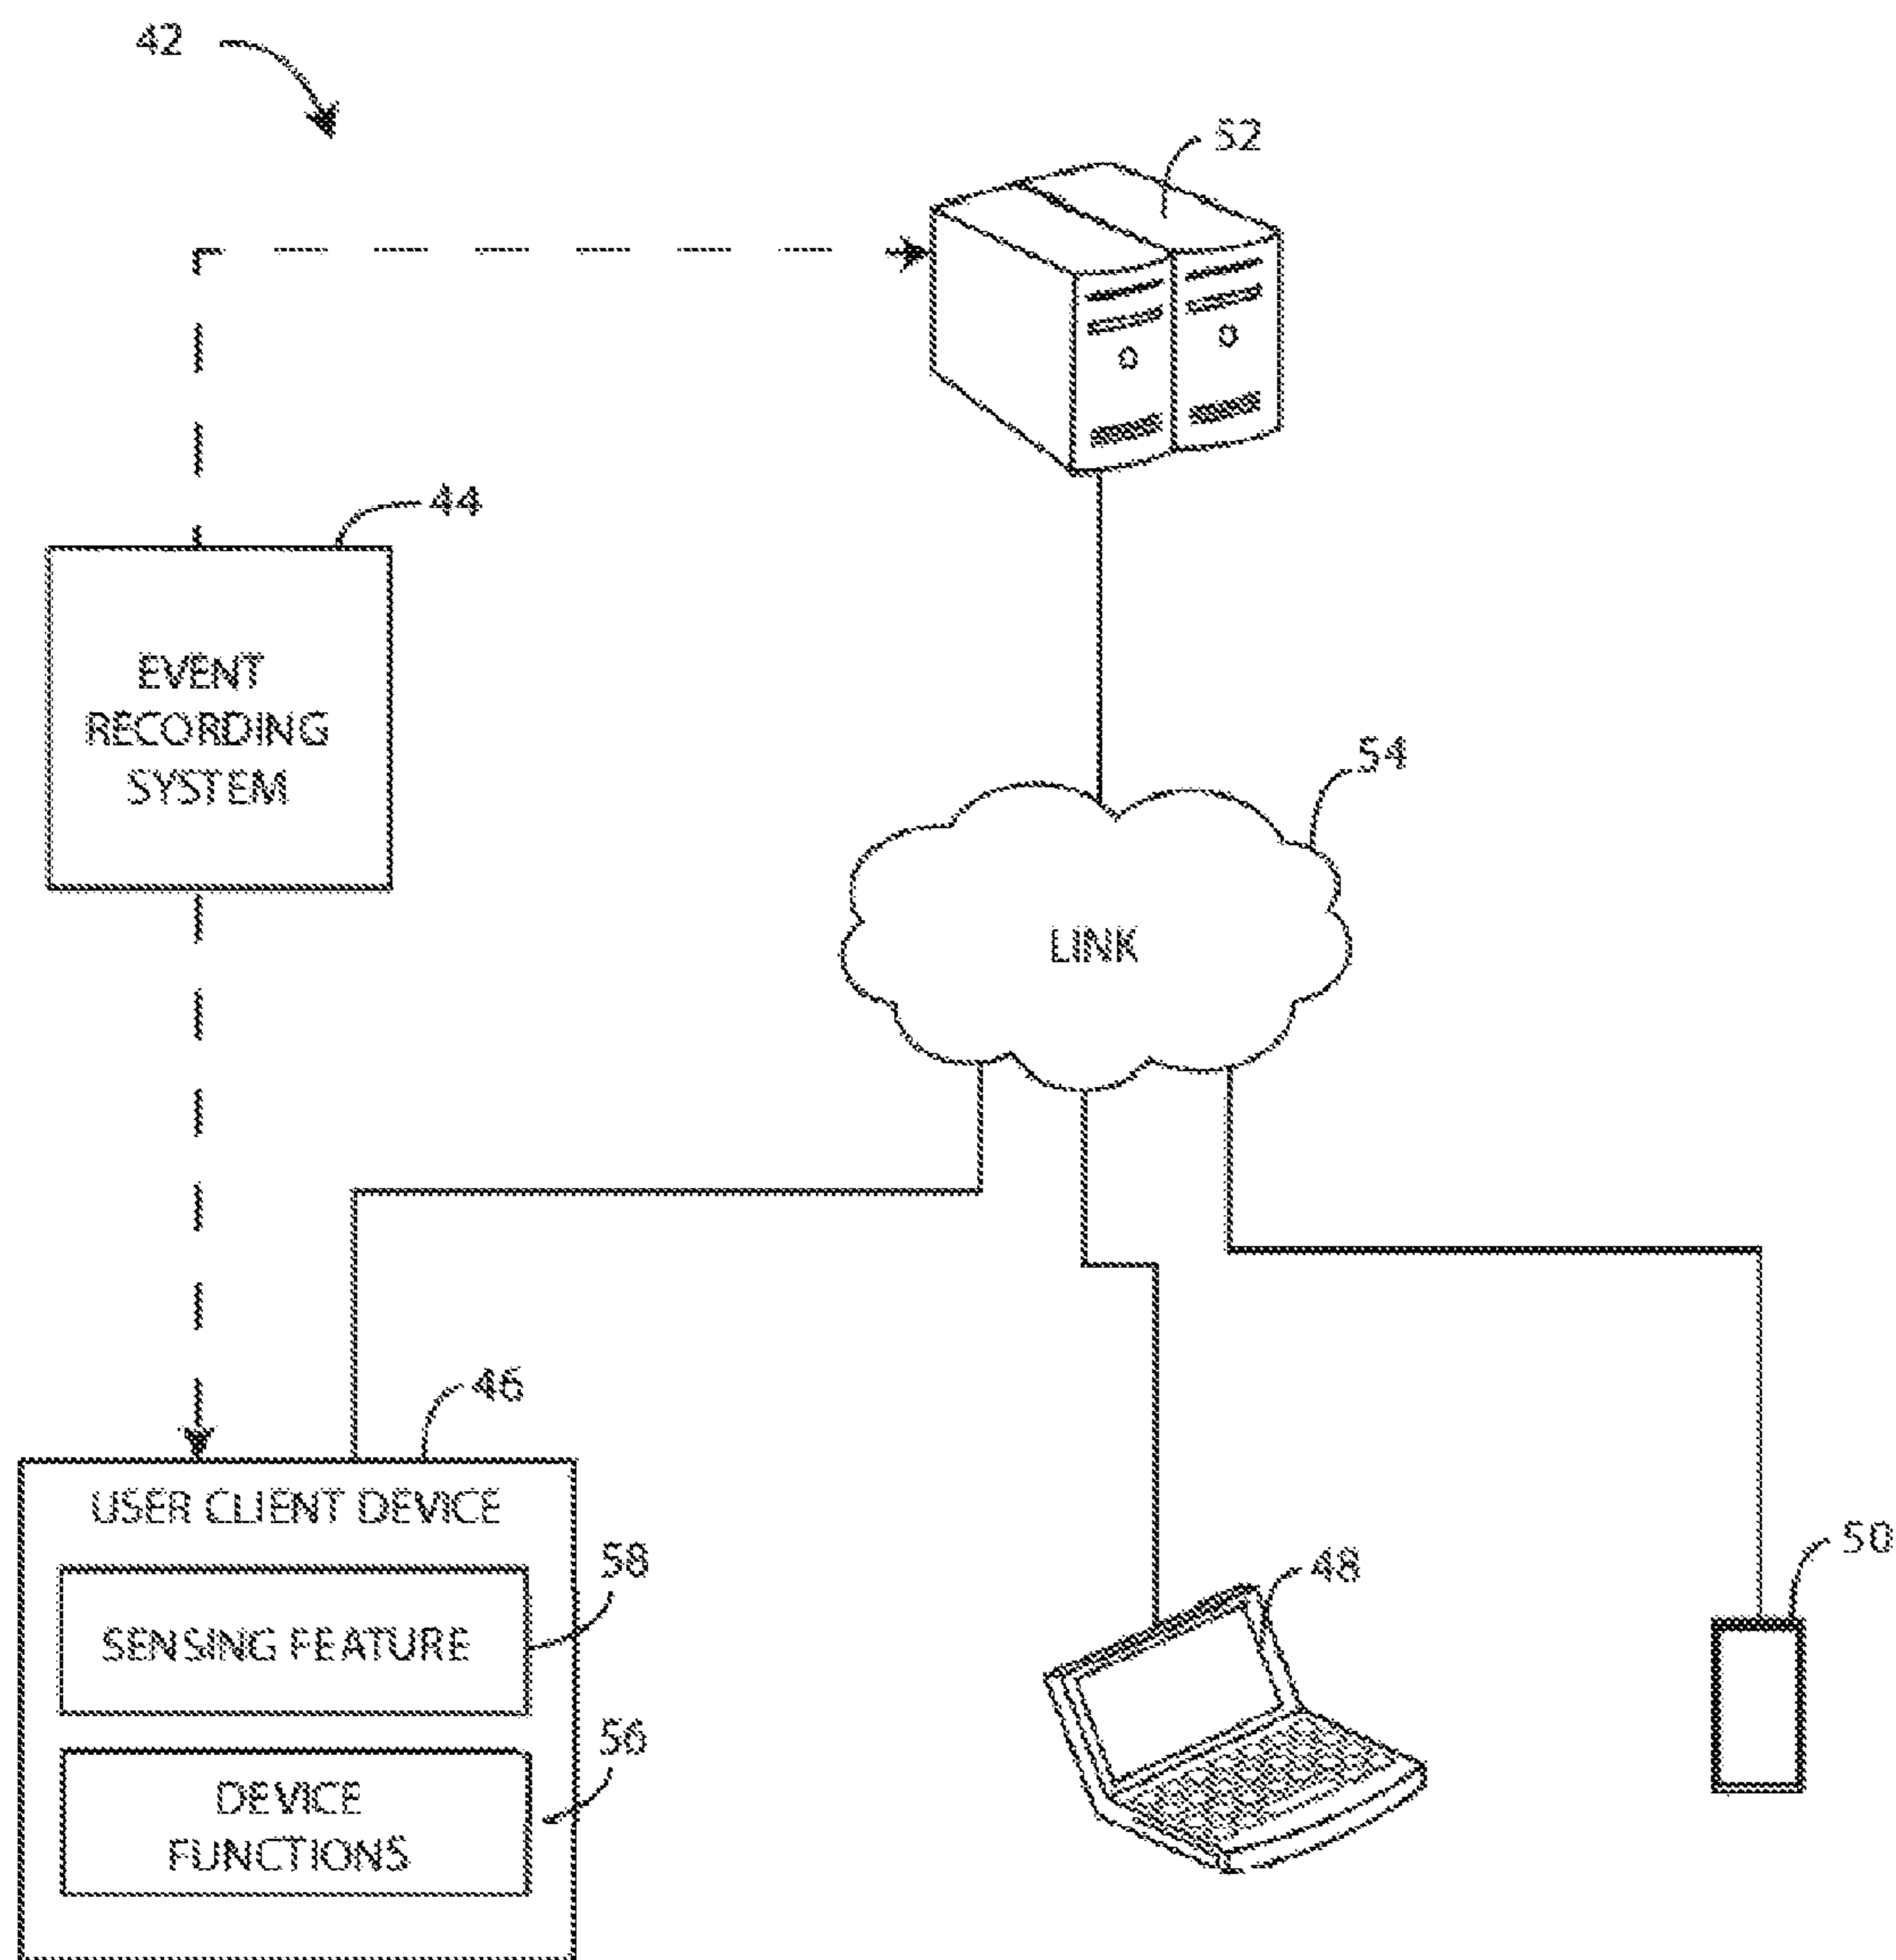 42
52
44
EVENT
RECORDING
SYSTEM
54
LINK
46
USER CLIENT DEVICE
58
SENSING FEATURE
56
DEVICE
FUNCTIONS
48
50